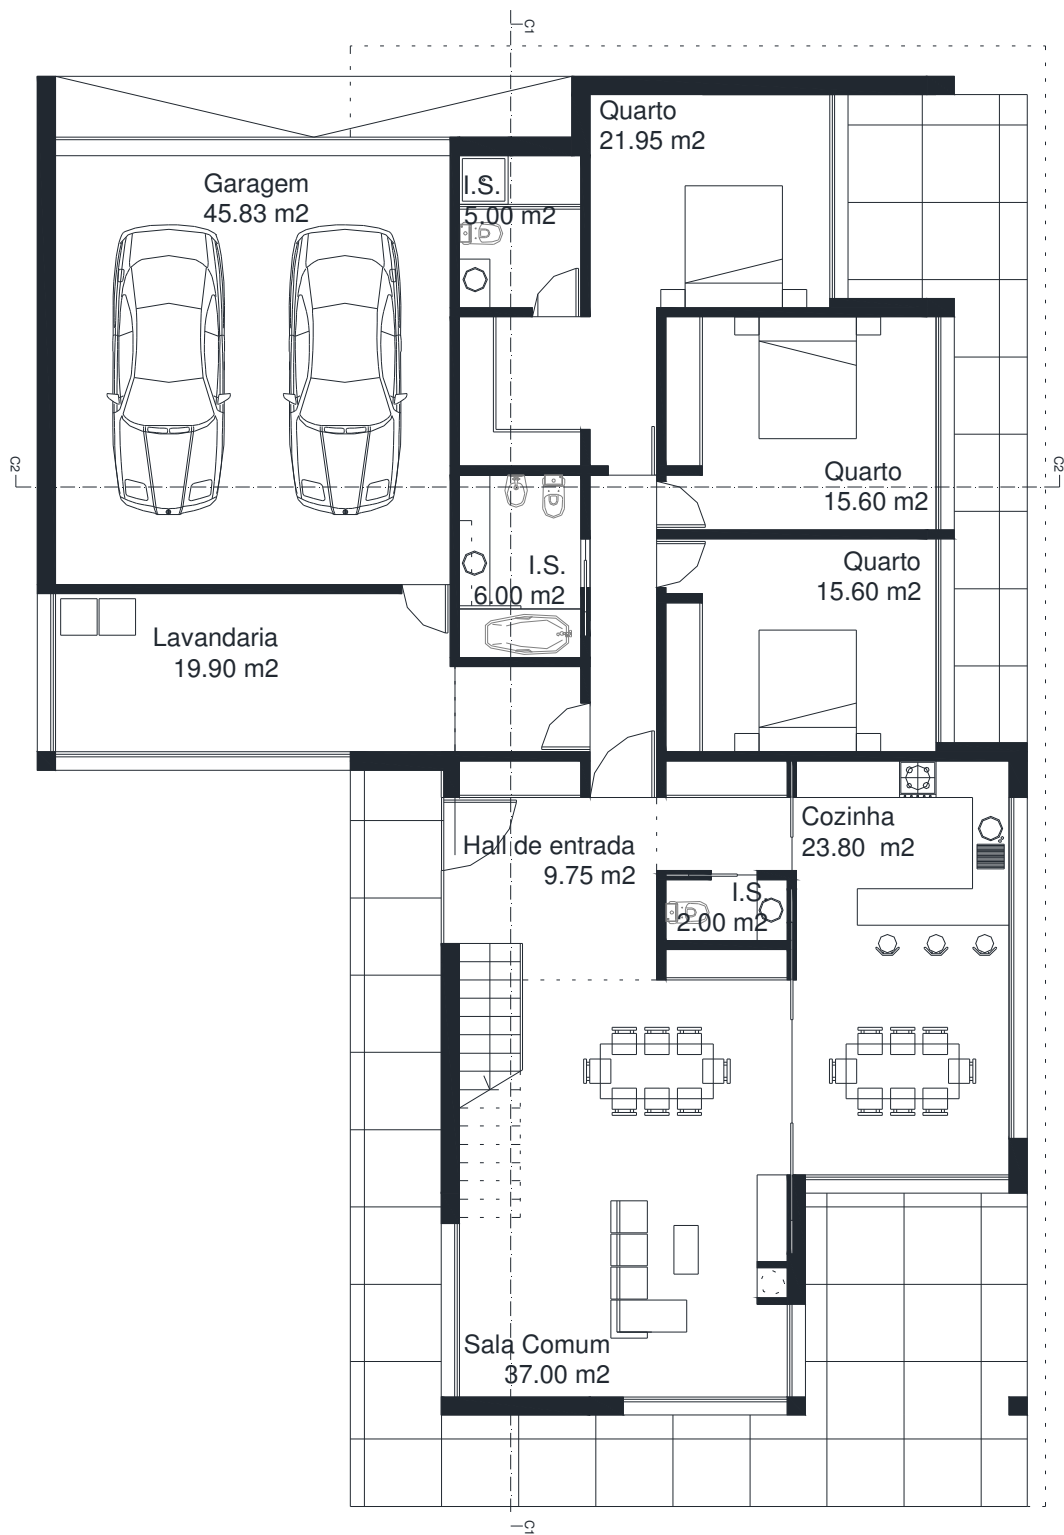 C1
Quarto
21.95 m2
Garagem
45.83 m2
I.S.
5.00 m2
C2
C2
Quarto
15.60 m2
Quarto
15.60 m2
I.S.
6.00 m2
Lavandaria
19.90 m2
Cozinha
23.80 m2
Hall de entrada
9.75 m2
I.S.
2.00 m2
Sala Comum
37.00 m2
C1